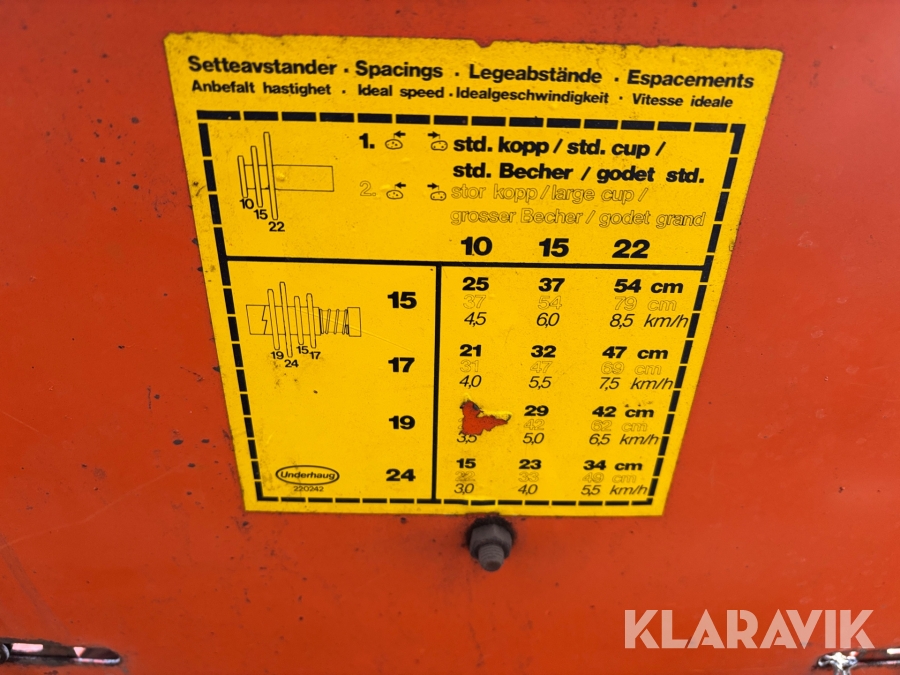 Setteavstander · Spacings · Legeabstände · Espacements
Anbefalt hastighet · Ideal speed · Idealgeschwindigkeit · Vitesse ideale
1. std. kopp / std. cup /
std. Becher / godet std.
2. stor kopp / large cup /
grosser Becher / godet grand
10
15
22
10 15 22
15 25 37 54 cm
37 54 79 cm
4,5 6,0 8,5 km/h
19
24
15
17
17 21 32 47 cm
31 47 69 cm
4,0 5,5 7,5 km/h
19 29 42 cm
42 62 cm
3,5 5,0 6,5 km/h
24 15 23 34 cm
33 49 cm
3,0 4,0 5,5 km/h
Underhaug
220242
KLARAVIK